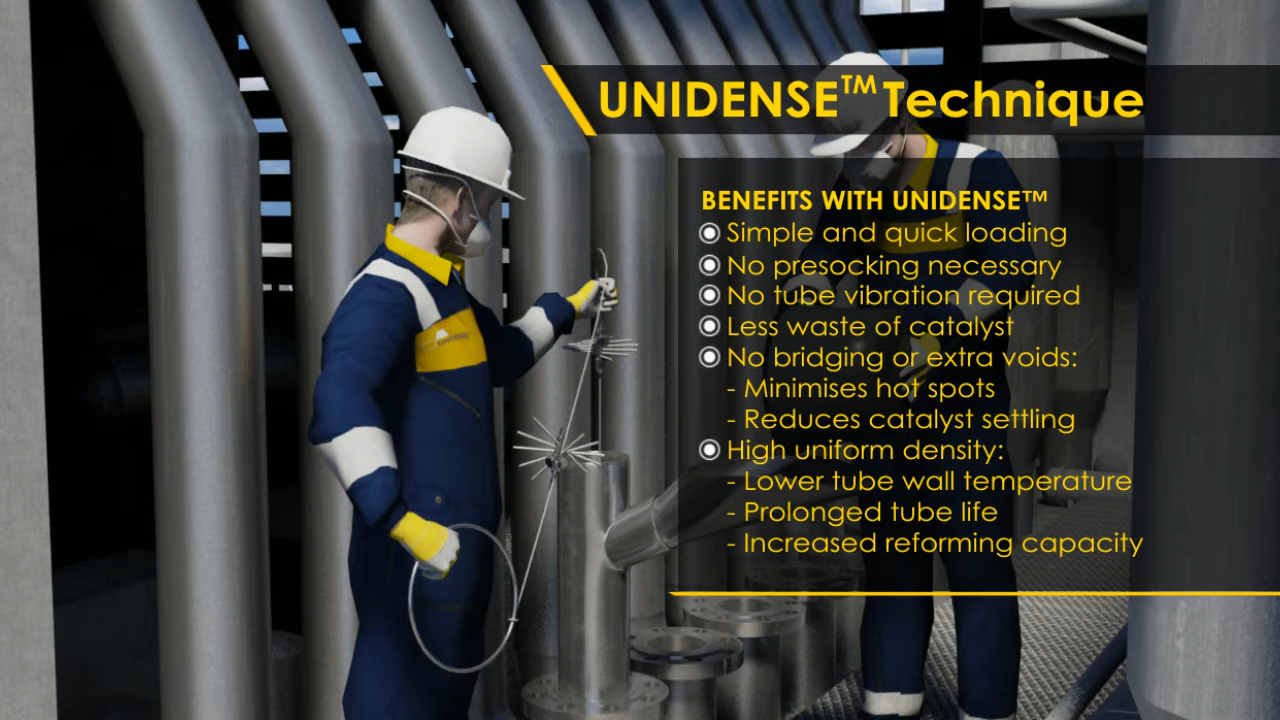 UNIDENSE™ Technique
BENEFITS WITH UNIDENSE™
Simple and quick loading
No presocking necessary
No tube vibration required
Less waste of catalyst
No bridging or extra voids:
- Minimises hot spots
- Reduces catalyst settling
High uniform density:
- Lower tube wall temperature
- Prolonged tube life
- Increased reforming capacity